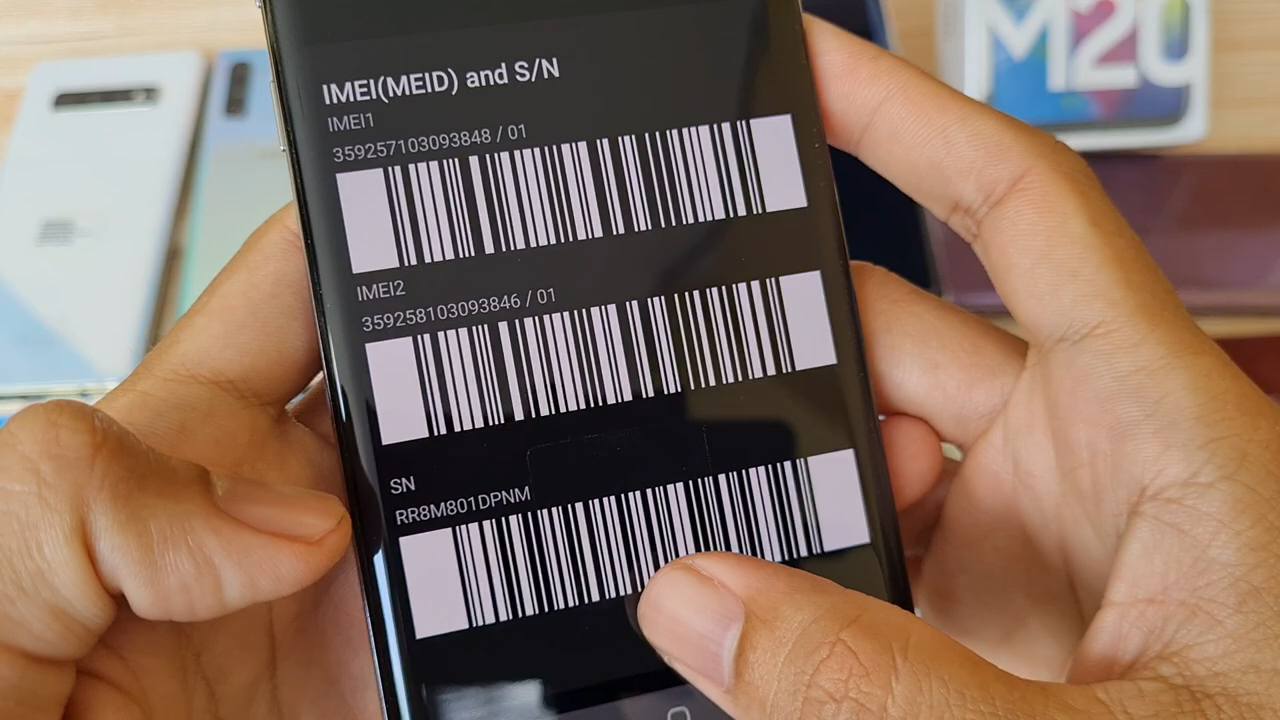 IMEI(MEID) and S/N
IMEI1
359257103093848 / 01
IMEI2
359258103093846 / 01
SN
RR8M801DPNM
M20